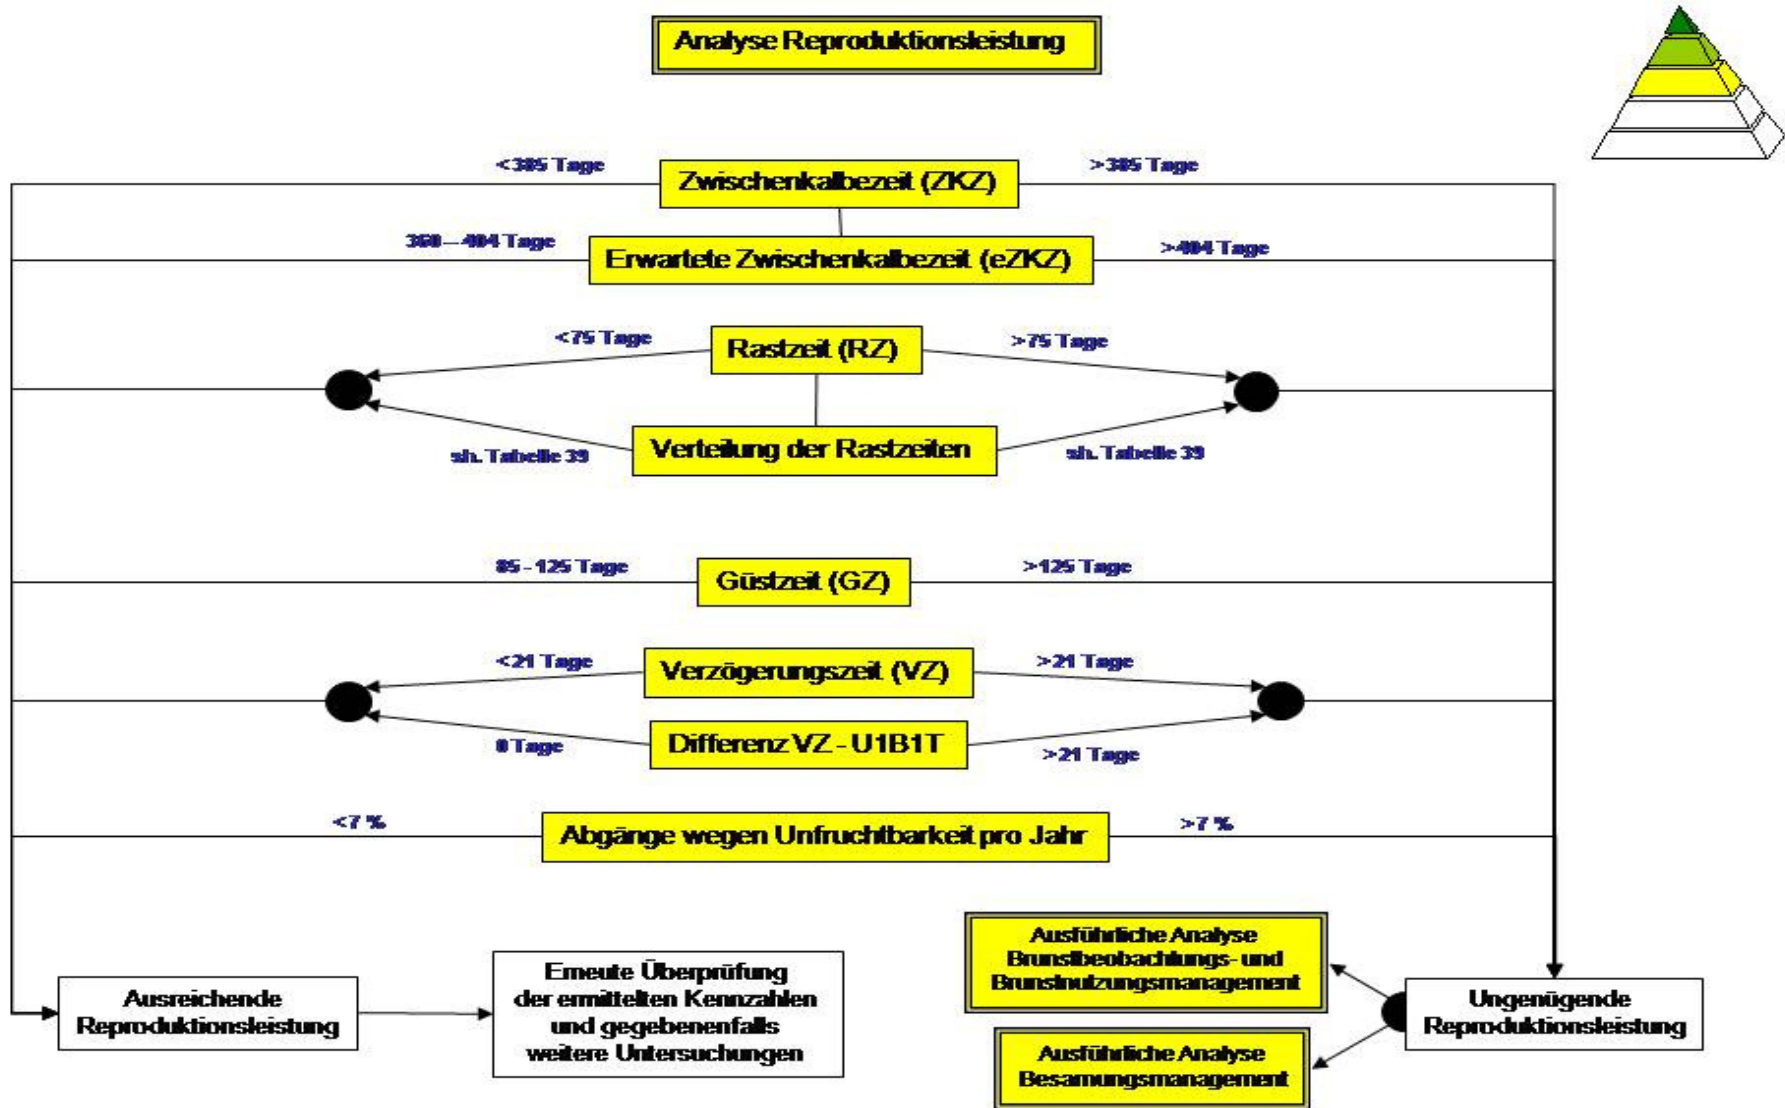 Analyse Reproduktionsleistung
<385 Tage
Zwischenkalbezeit (ZKZ)
>385 Tage
360 – 404 Tage
Erwartete Zwischenkalbezeit (eZKZ)
>404 Tage
<75 Tage
Rastzeit (RZ)
>75 Tage
sh. Tabelle 39
Verteilung der Rastzeiten
sh. Tabelle 39
85 - 125 Tage
Güstzeit (GZ)
>125 Tage
<21 Tage
Verzögerungszeit (VZ)
>21 Tage
0 Tage
Differenz VZ - U1B1T
>21 Tage
<7 %
Abgänge wegen Unfruchtbarkeit pro Jahr
>7 %
Ausreichende
Reproduktionsleistung
Erneute Überprüfung
der ermittelten Kennzahlen
und gegebenenfalls
weitere Untersuchungen
Ausführliche Analyse
Brunstbeobachtungs- und
Brunstnutzungsmanagement
Ausführliche Analyse
Besamungsmanagement
Ungenügende
Reproduktionsleistung